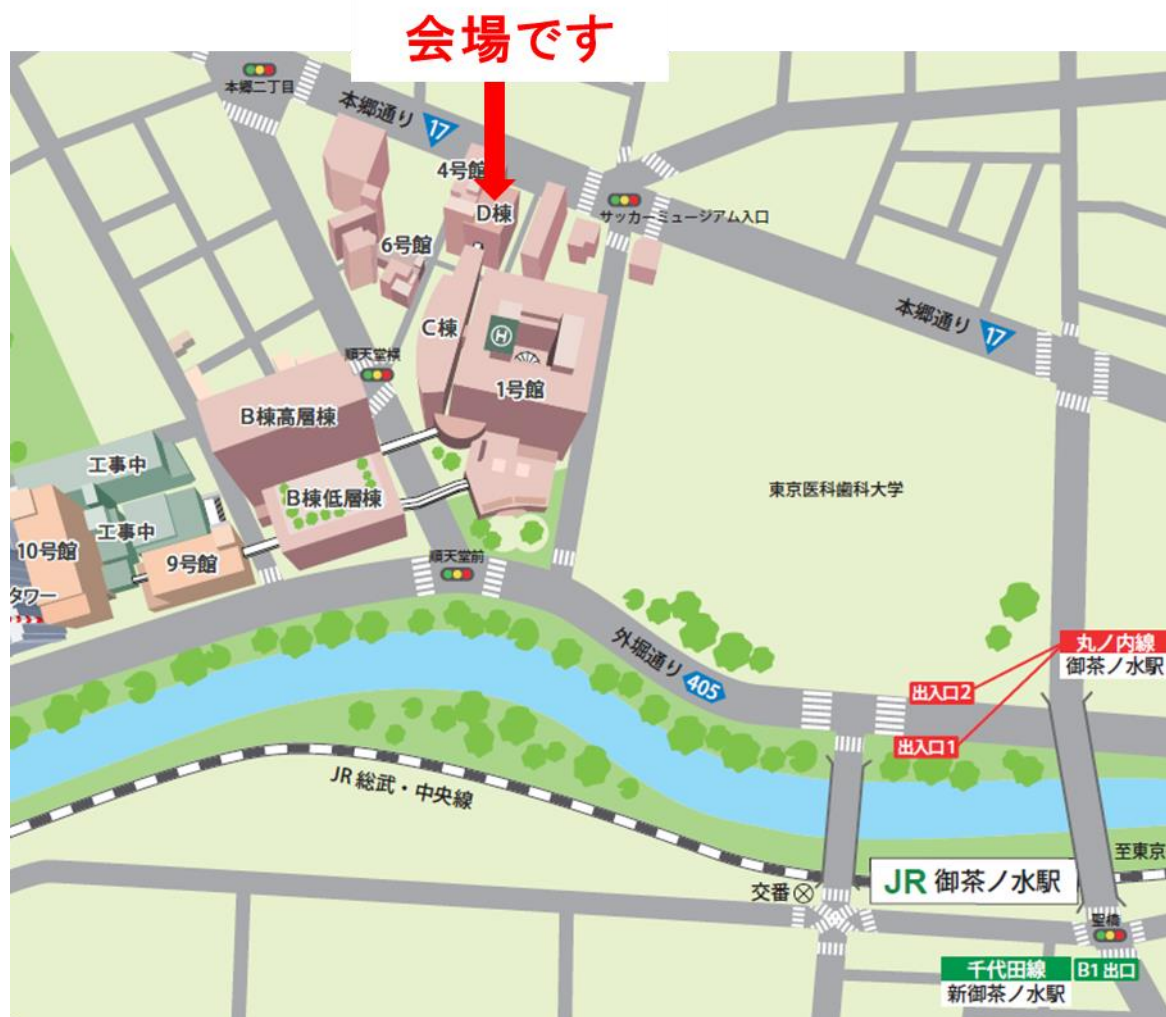 会場です
本郷二丁目
本郷通り 17
4号館
D棟
サッカーミュージアム入口
6号館
C棟
本郷通り 17
順天堂横
1号館
B棟高層棟
工事中
東京医科歯科大学
B棟低層棟
工事中
10号館
9号館
順天堂前
タワー
外堀通り 405
丸ノ内線
御茶ノ水駅
出入口2
出入口1
JR 総武・中央線
至東京
交番
JR 御茶ノ水駅
聖橋
千代田線 B1出口
新御茶ノ水駅